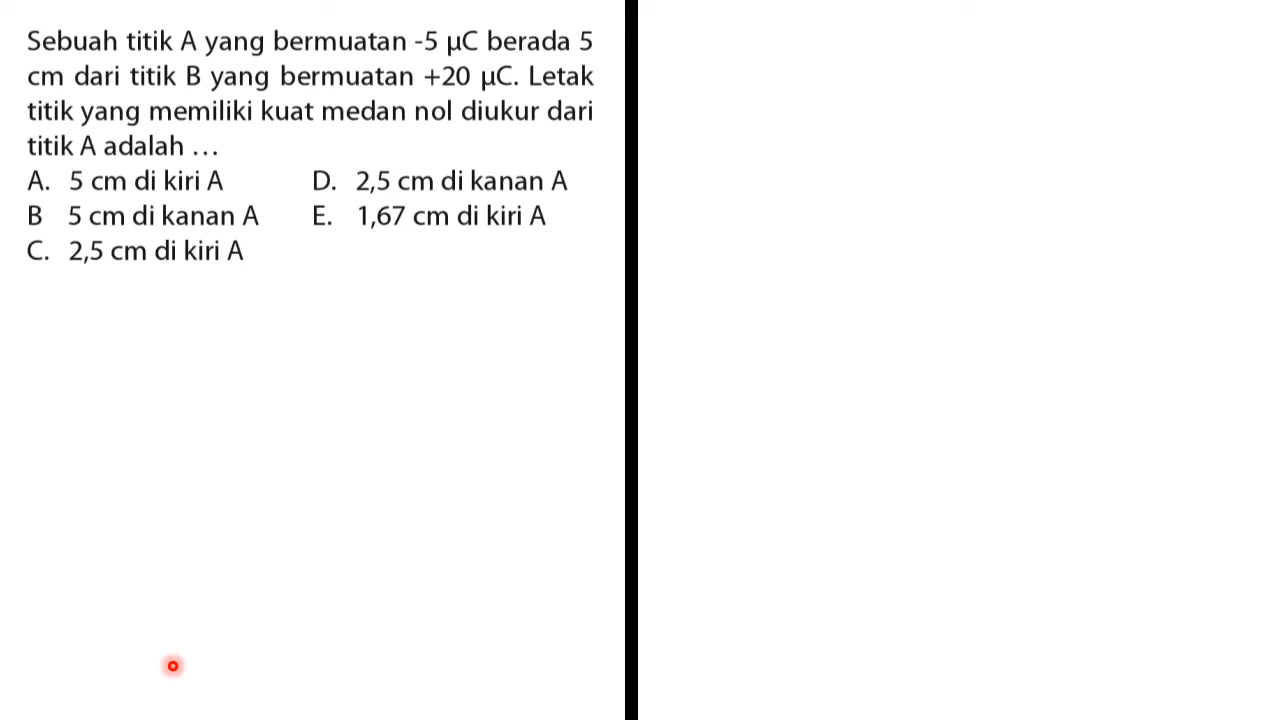 Sebuah titik A yang bermuatan -5 μC berada 5
cm dari titik B yang bermuatan +20 μC. Letak
titik yang memiliki kuat medan nol diukur dari
titik A adalah …
A. 5 cm di kiri A
D. 2,5 cm di kanan A
B 5 cm di kanan A
E. 1,67 cm di kiri A
C. 2,5 cm di kiri A